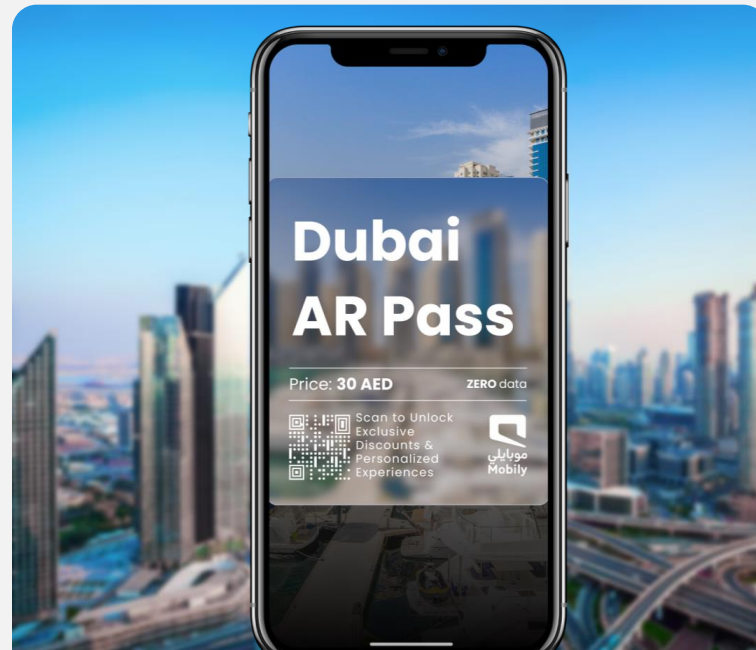 Dubai
AR Pass
Price: 30 AED
ZERO data
Scan to Unlock
Exclusive
Discounts &
Personalized
Experiences
موبايلي
Mobily